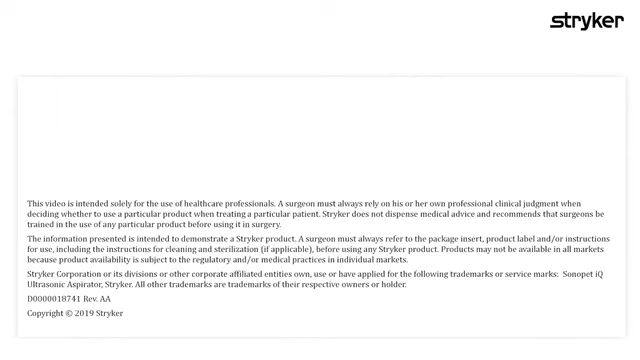 stryker
This video is intended solely for the use of healthcare professionals. A surgeon must always rely on his or her own professional clinical judgment when
deciding whether to use a particular product when treating a particular patient. Stryker does not dispense medical advice and recommends that surgeons be
trained in the use of any particular product before using it in surgery.
The information presented is intended to demonstrate a Stryker product. A surgeon must always refer to the package insert, product label and/or instructions
for use, including the instructions for cleaning and sterilization (if applicable), before using any Stryker product. Products may not be available in all markets
because product availability is subject to the regulatory and/or medical practices in individual markets.
Stryker Corporation or its divisions or other corporate affiliated entities own, use or have applied for the following trademarks or service marks: Sonopet iQ
Ultrasonic Aspirator, Stryker. All other trademarks are trademarks of their respective owners or holder.
D0000018741 Rev. AA
Copyright © 2019 Stryker